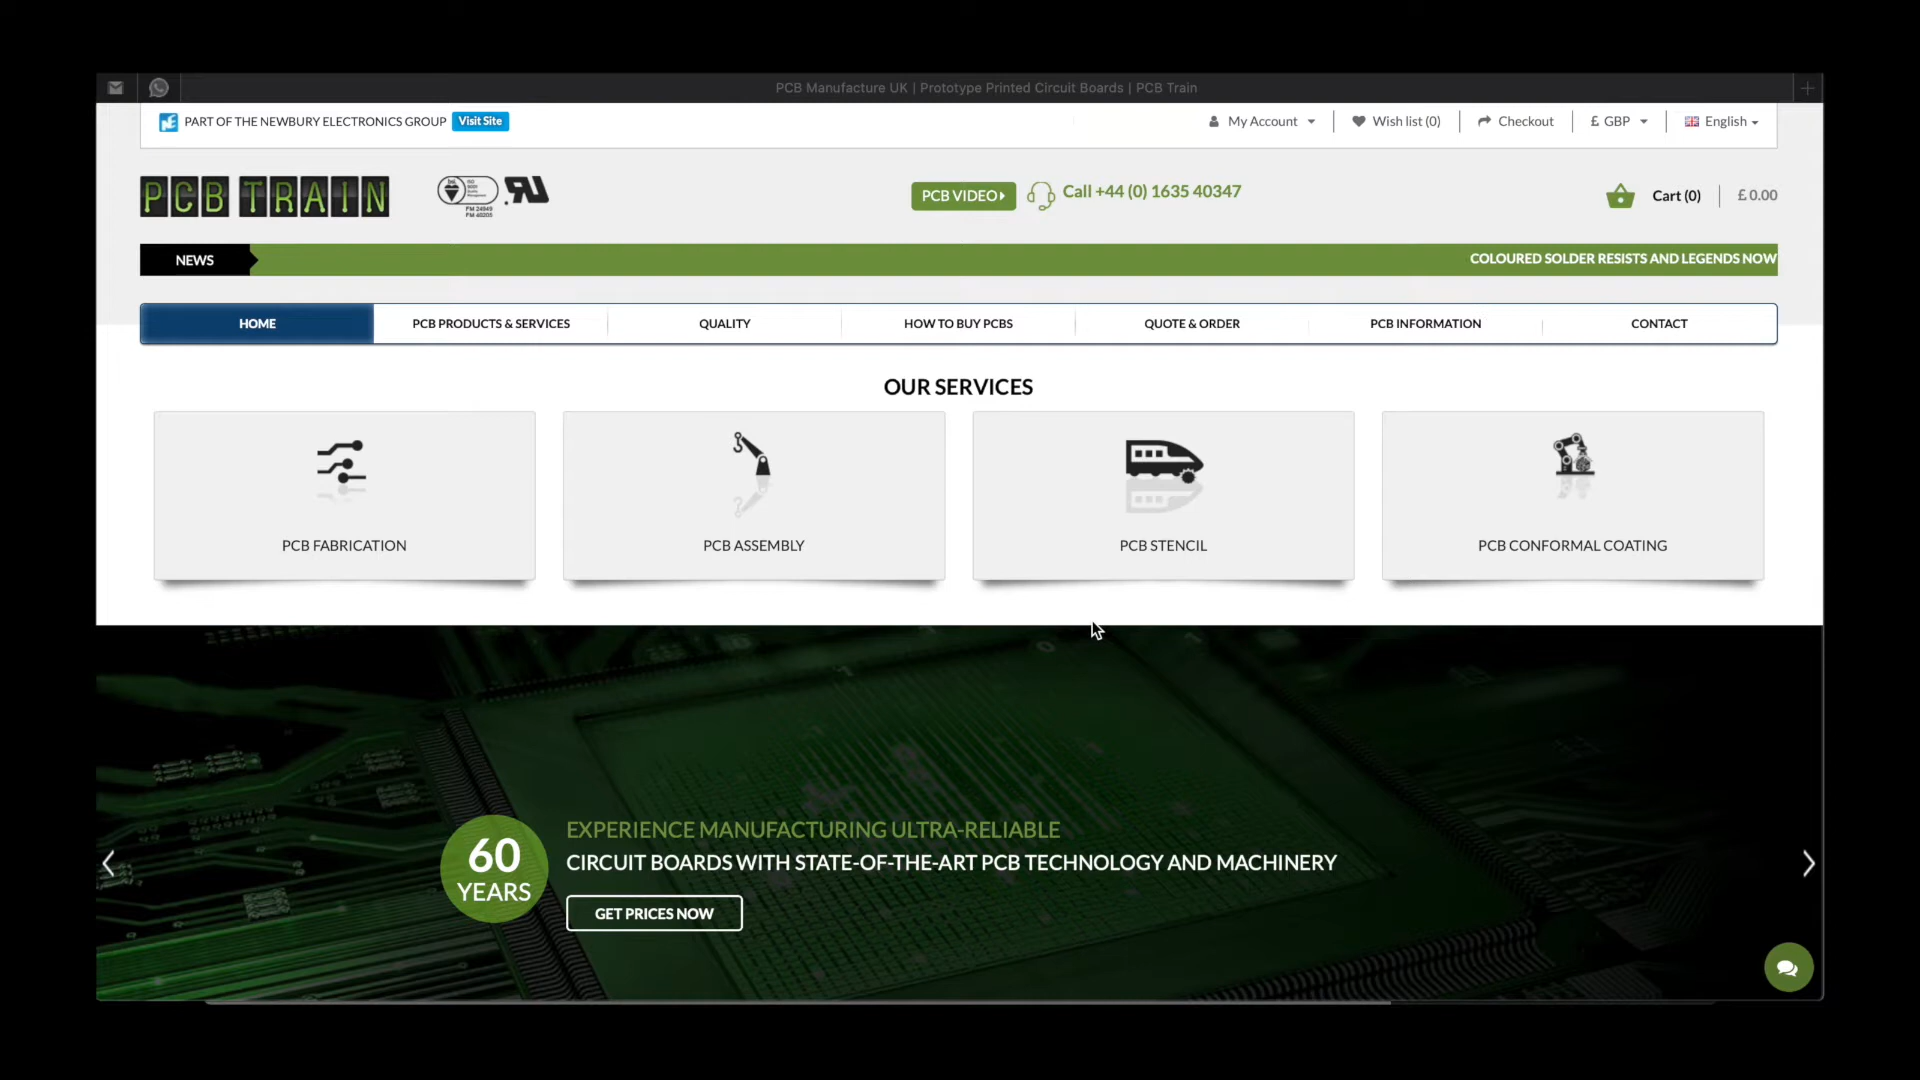 PCB Manufacture UK | Prototype Printed Circuit Boards | PCB Train
PART OF THE NEWBURY ELECTRONICS GROUP Visit Site
My Account
Wish list (0)
Checkout
£ GBP
English
PCB TRAIN
PCB VIDEO
Call +44 (0) 1635 40347
Cart (0)
£ 0.00
NEWS
COLOURED SOLDER RESISTS AND LEGENDS NOW
HOME
PCB PRODUCTS & SERVICES
QUALITY
HOW TO BUY PCBS
QUOTE & ORDER
PCB INFORMATION
CONTACT
OUR SERVICES
PCB FABRICATION
PCB ASSEMBLY
PCB STENCIL
PCB CONFORMAL COATING
60
YEARS
EXPERIENCE MANUFACTURING ULTRA-RELIABLE
CIRCUIT BOARDS WITH STATE-OF-THE-ART PCB TECHNOLOGY AND MACHINERY
GET PRICES NOW